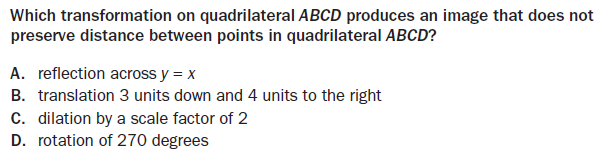 Which transformation on quadrilateral ABCD produces an image that does not
preserve distance between points in quadrilateral ABCD?
A. reflection across y = x
B. translation 3 units down and 4 units to the right
C. dilation by a scale factor of 2
D. rotation of 270 degrees